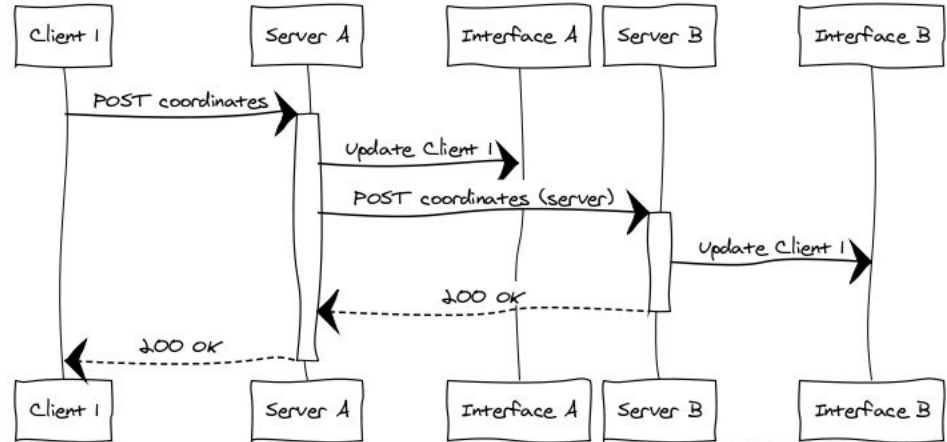 Client 1
Server A
Interface A
Server B
Interface B
POST coordinates
Update Client 1
POST coordinates (server)
Update Client 1
200 OK
200 OK
Client 1
Server A
Interface A
Server B
Interface B